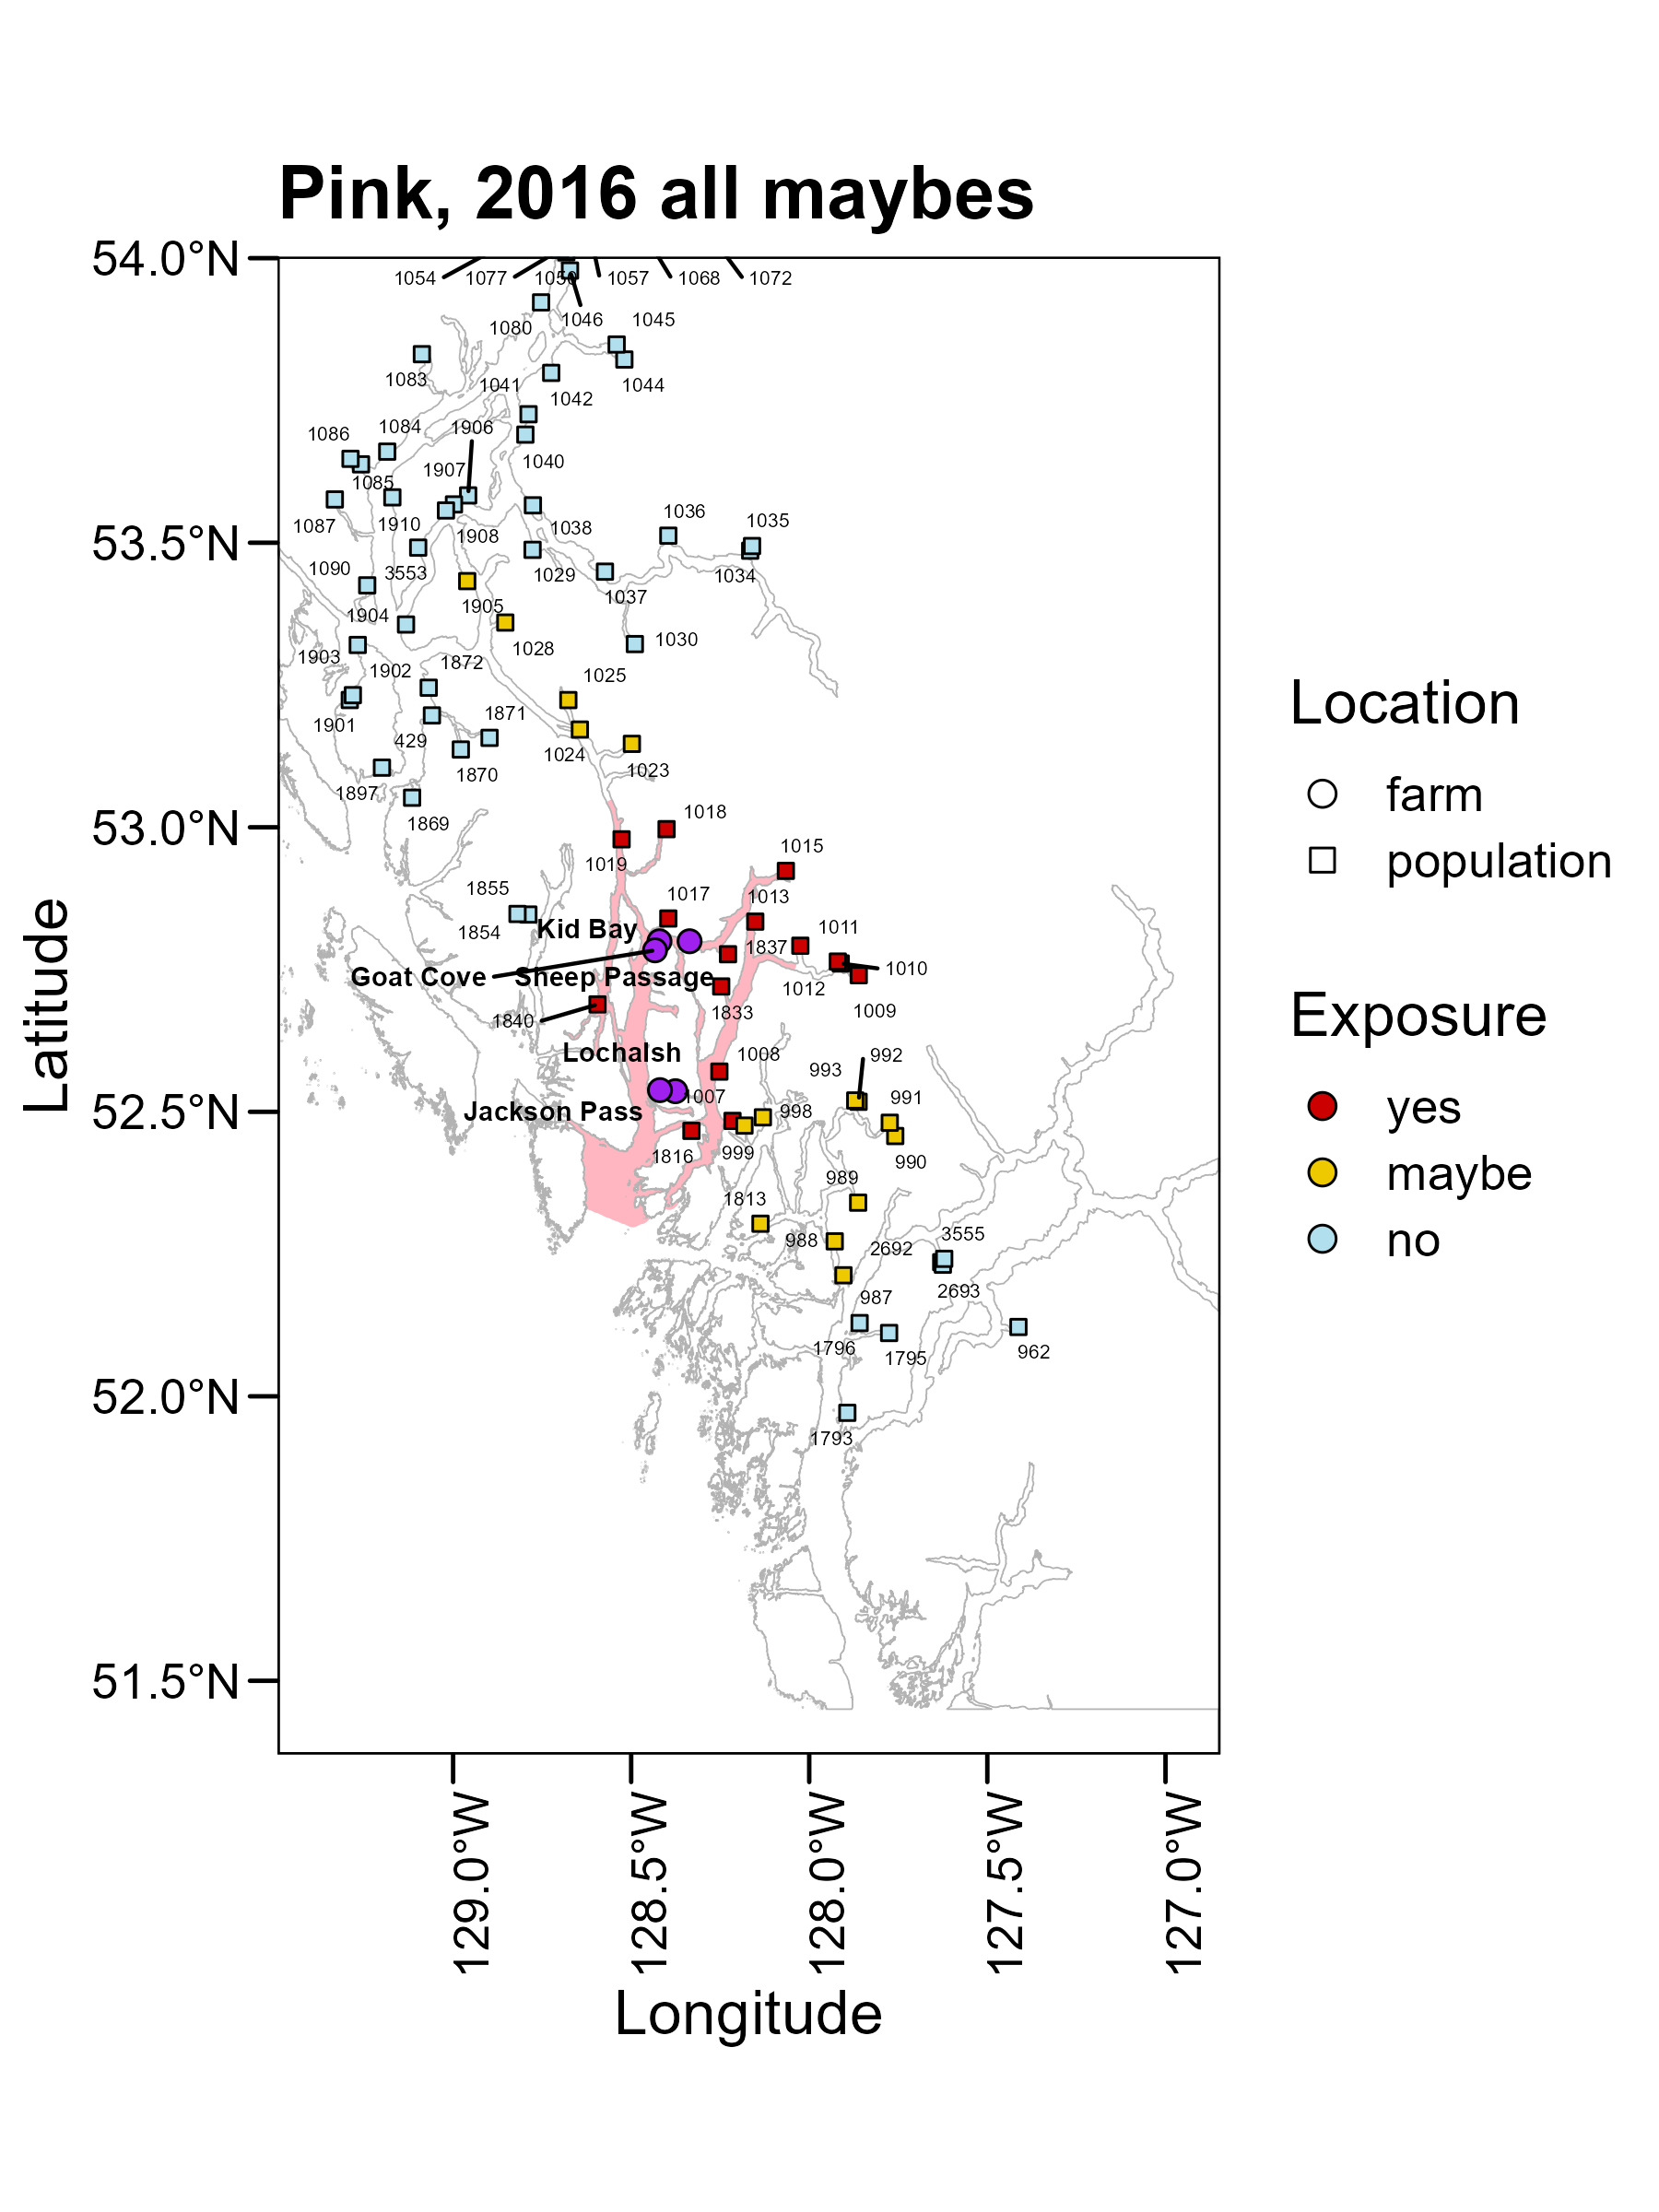 Pink, 2016 all maybes
54.0°N
53.5°N
53.0°N
52.5°N
52.0°N
51.5°N
Latitude
1054 1077 1056 1057 1068 1072
1080 1046 1045
1083 1041 1042 1044
1086 1084 1906
1085 1907 1040
1087 1910 1908 1038 1036 1035
1090 3553 1029 1034
1904 1905 1037
1903 1902 1872 1028 1030
1901 429 1871 1025
1897 1870 1024 1023
1869 1018
1019 1015
1855 1017 1013
1854 Kid Bay 1837 1011
Goat Cove Sheep Passage 1012 1010
1840 1833 1009
Lochalsh 1008 993 992
Jackson Pass 1007 998 991
1816 999 990
1813 989
988 2692 3555
987 2693
1796 1795 962
1793
129.0°W
128.5°W
128.0°W
127.5°W
127.0°W
Longitude
Location
farm
population
Exposure
yes
maybe
no